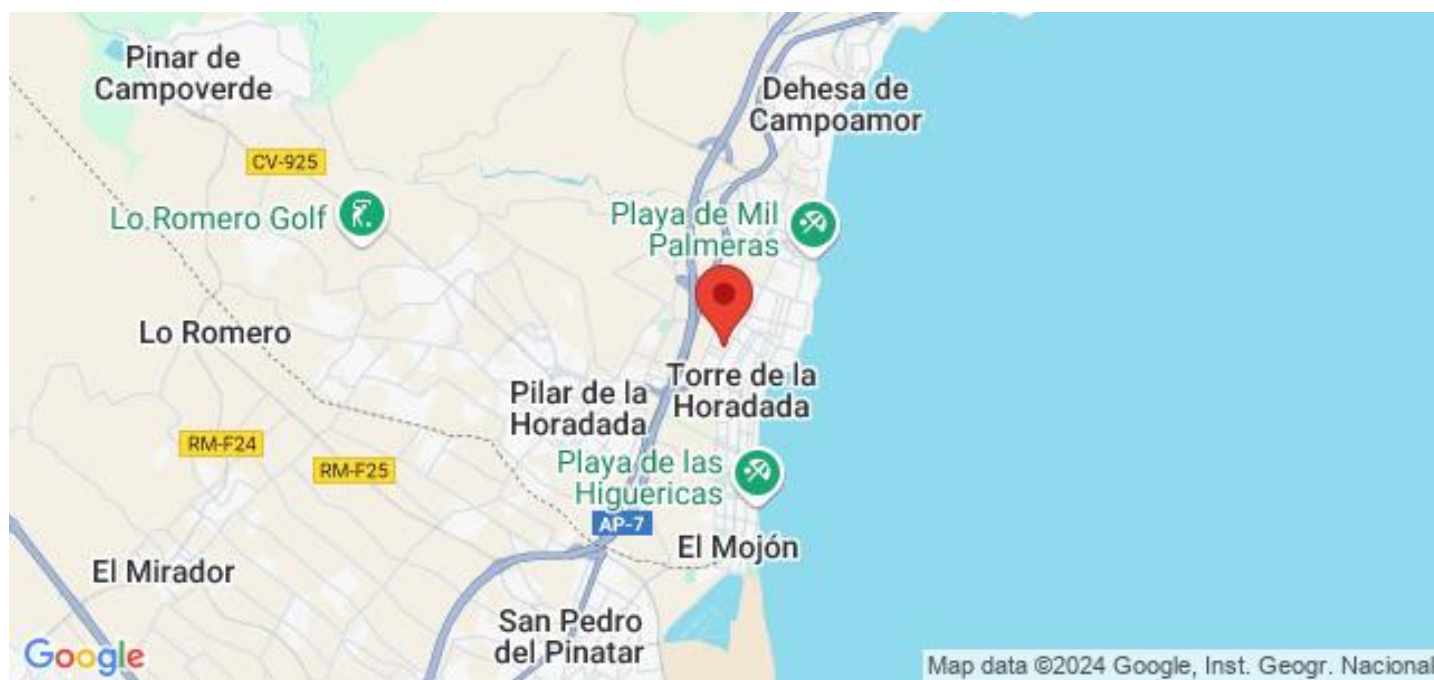 Pinar de
Campoverde
Dehesa de
Campoamor
CV-925
Lo Romero Golf
Playa de Mil
Palmeras
Lo Romero
Torre de la
Horadada
Pilar de la
Horadada
RM-F24
RM-F25
Playa de las
Higuericas
AP-7
El Mojón
El Mirador
San Pedro
del Pinatar
Google
Map data ©2024 Google, Inst. Geogr. Nacional